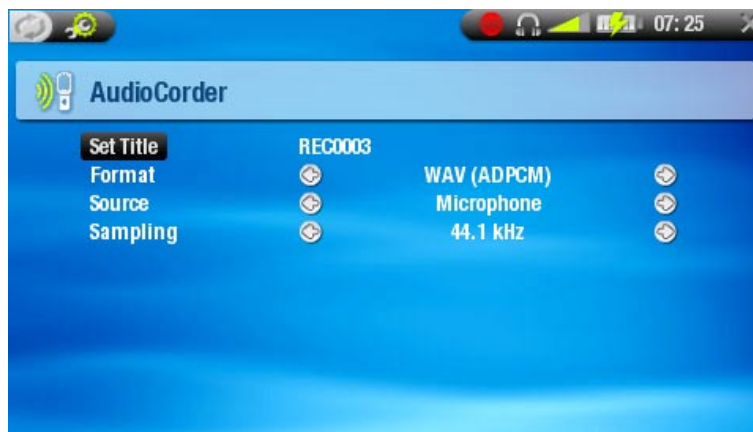 07:25
AudioCorder
Set Title REC0003
Format WAV (ADPCM)
Source Microphone
Sampling 44.1 kHz